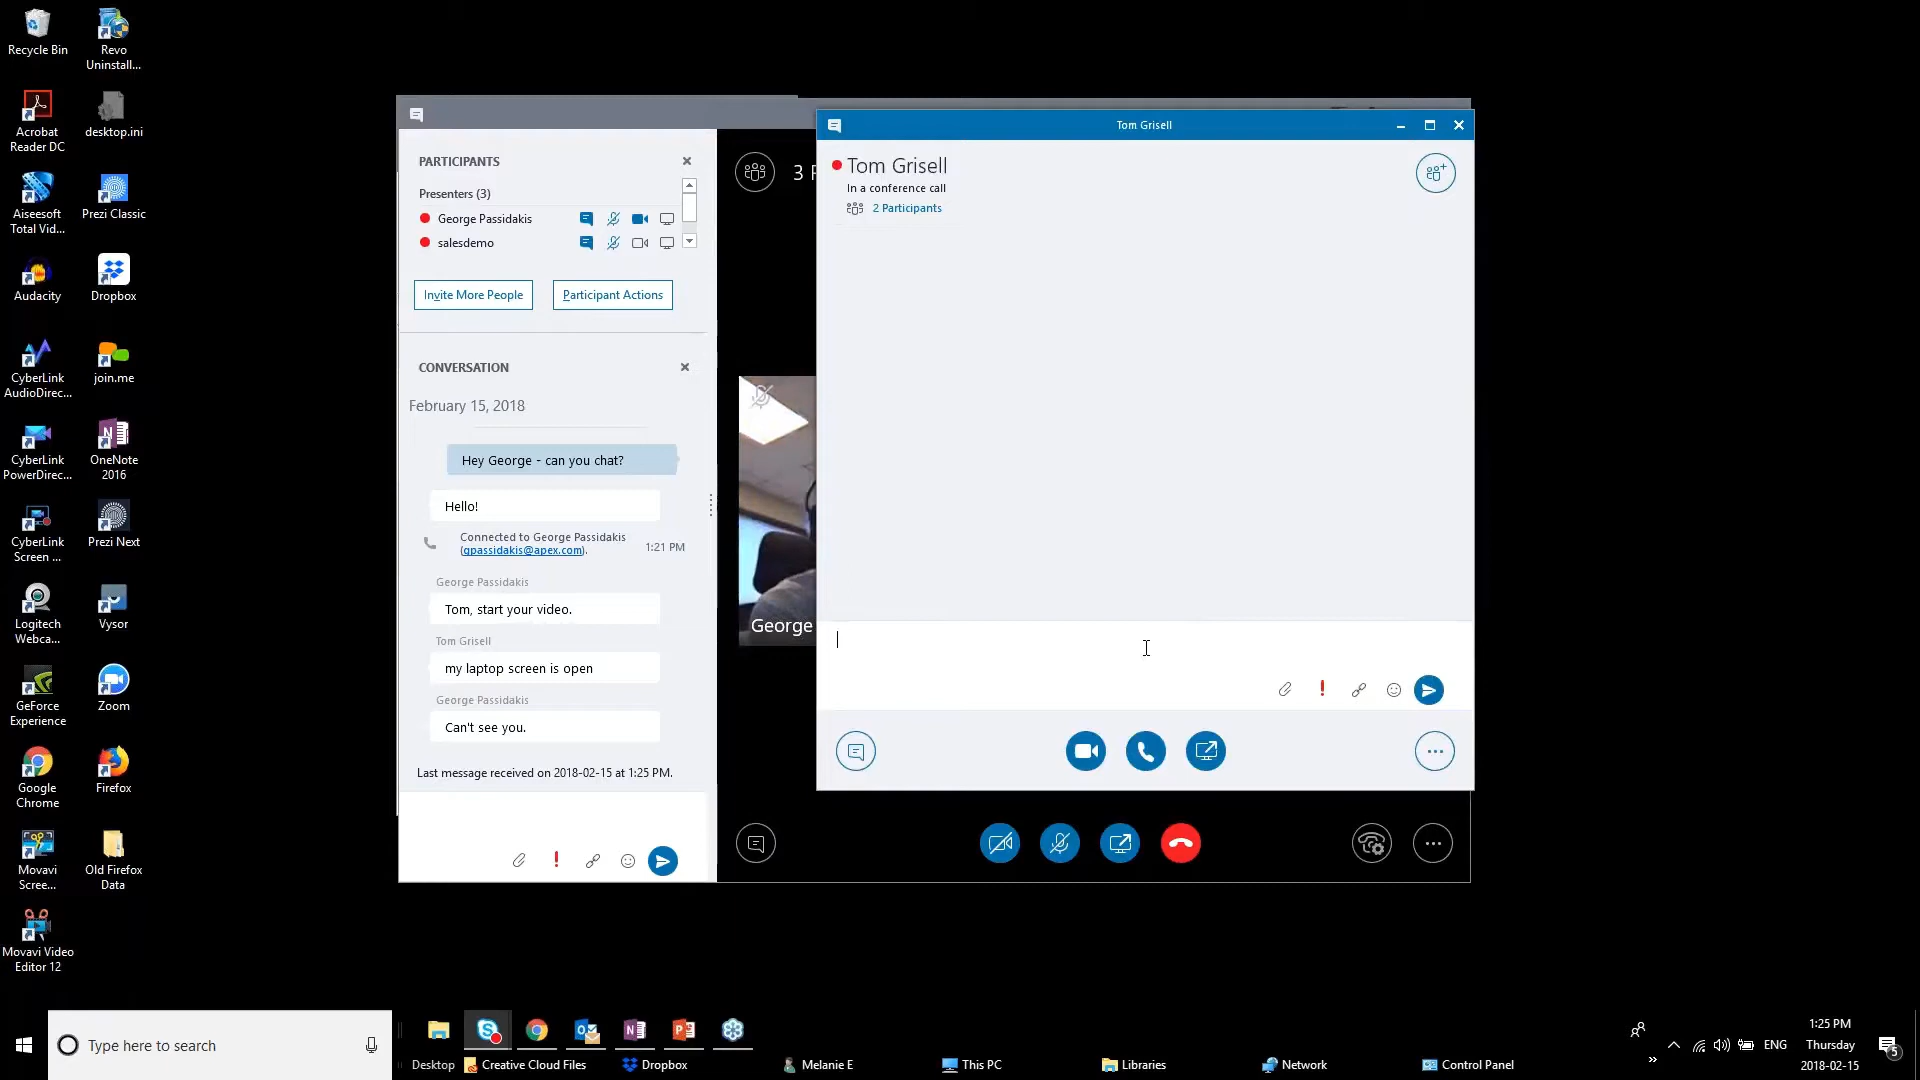 Recycle Bin
Revo
Uninstall...
Acrobat
Reader DC
desktop.ini
Aiseesoft
Total Vid...
Prezi Classic
Audacity
Dropbox
CyberLink
AudioDirec...
join.me
CyberLink
PowerDirec...
OneNote
2016
CyberLink
Screen ...
Prezi Next
Logitech
Webca...
Vysor
GeForce
Experience
Zoom
Google
Chrome
Firefox
Movavi
Scree...
Old Firefox
Data
Movavi Video
Editor 12
PARTICIPANTS
Presenters (3)
George Passidakis
salesdemo
Invite More People
Participant Actions
CONVERSATION
February 15, 2018
Hey George - can you chat?
Hello!
Connected to George Passidakis
(gpassidakis@apex.com).
1:21 PM
George Passidakis
Tom, start your video.
Tom Grisell
my laptop screen is open
George Passidakis
Can't see you.
Last message received on 2018-02-15 at 1:25 PM.
3 P
George
Tom Grisell
Tom Grisell
In a conference call
2 Participants
Type here to search
Desktop
Creative Cloud Files
Dropbox
Melanie E
This PC
Libraries
Network
Control Panel
ENG
1:25 PM
Thursday
2018-02-15
5